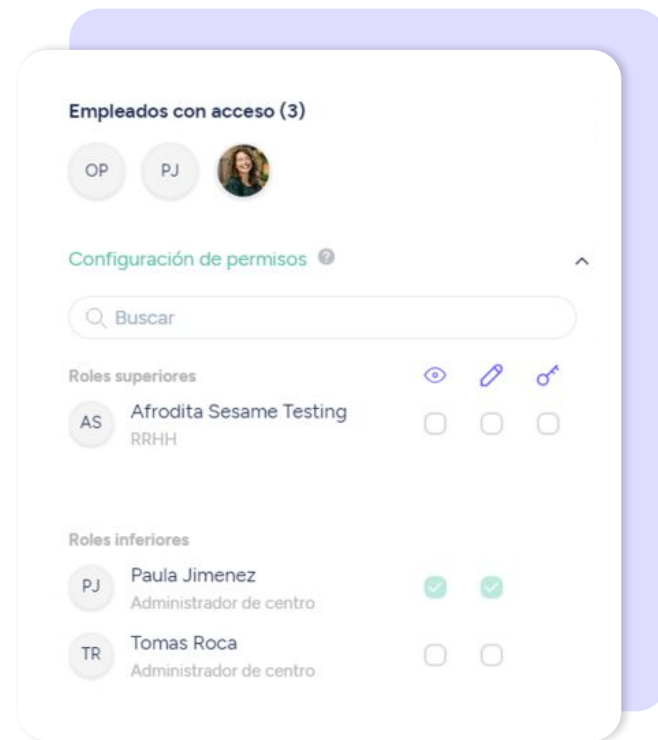 Empleados con acceso (3)
OP PJ
Configuración de permisos ?
Buscar
Roles superiores
AS Afrodita Sesame Testing
RRHH
Roles inferiores
PJ Paula Jimenez
Administrador de centro
TR Tomas Roca
Administrador de centro